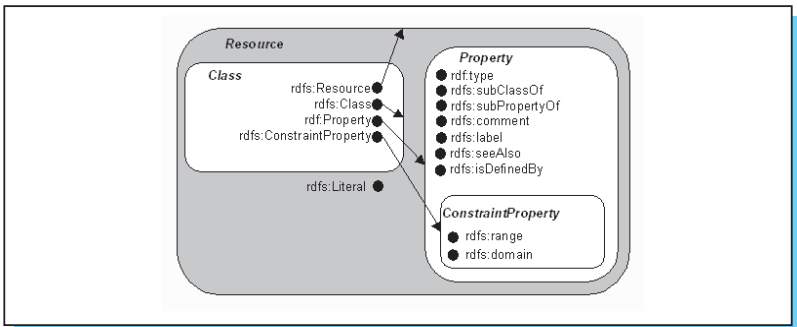 Resource
Class
rdfs:Resource
rdfs:Class
rdf:Property
rdfs:ConstraintProperty
rdfs:Literal
Property
rdf:type
rdfs:subClassOf
rdfs:subPropertyOf
rdfs:comment
rdfs:label
rdfs:seeAlso
rdfs:isDefinedBy
ConstraintProperty
rdfs:range
rdfs:domain